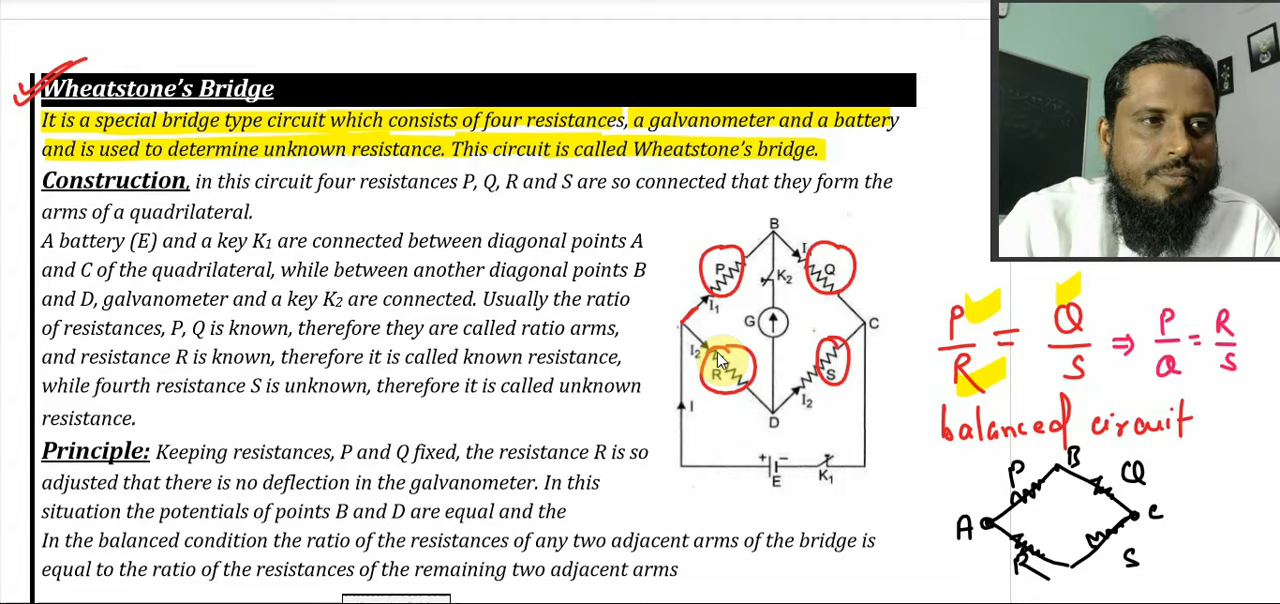 Wheatstone's Bridge
It is a special bridge type circuit which consists of four resistances, a galvanometer and a battery
and is used to determine unknown resistance. This circuit is called Wheatstone's bridge.
Construction, in this circuit four resistances P, Q, R and S are so connected that they form the
arms of a quadrilateral.
A battery (E) and a key K1 are connected between diagonal points A
and C of the quadrilateral, while between another diagonal points B
and D, galvanometer and a key K2 are connected. Usually the ratio
of resistances, P, Q is known, therefore they are called ratio arms,
and resistance R is known, therefore it is called known resistance,
while fourth resistance S is unknown, therefore it is called unknown
resistance.
Principle: Keeping resistances, P and Q fixed, the resistance R is so
adjusted that there is no deflection in the galvanometer. In this
situation the potentials of points B and D are equal and the
In the balanced condition the ratio of the resistances of any two adjacent arms of the bridge is
equal to the ratio of the resistances of the remaining two adjacent arms
B
P
I
Q
K2
I1
G
C
I2
R
S
I2
I
D
+ −
E
K1
P/R = Q/S ⇒ P/Q = R/S
balanced circuit
P
B
Q
A
C
R
S